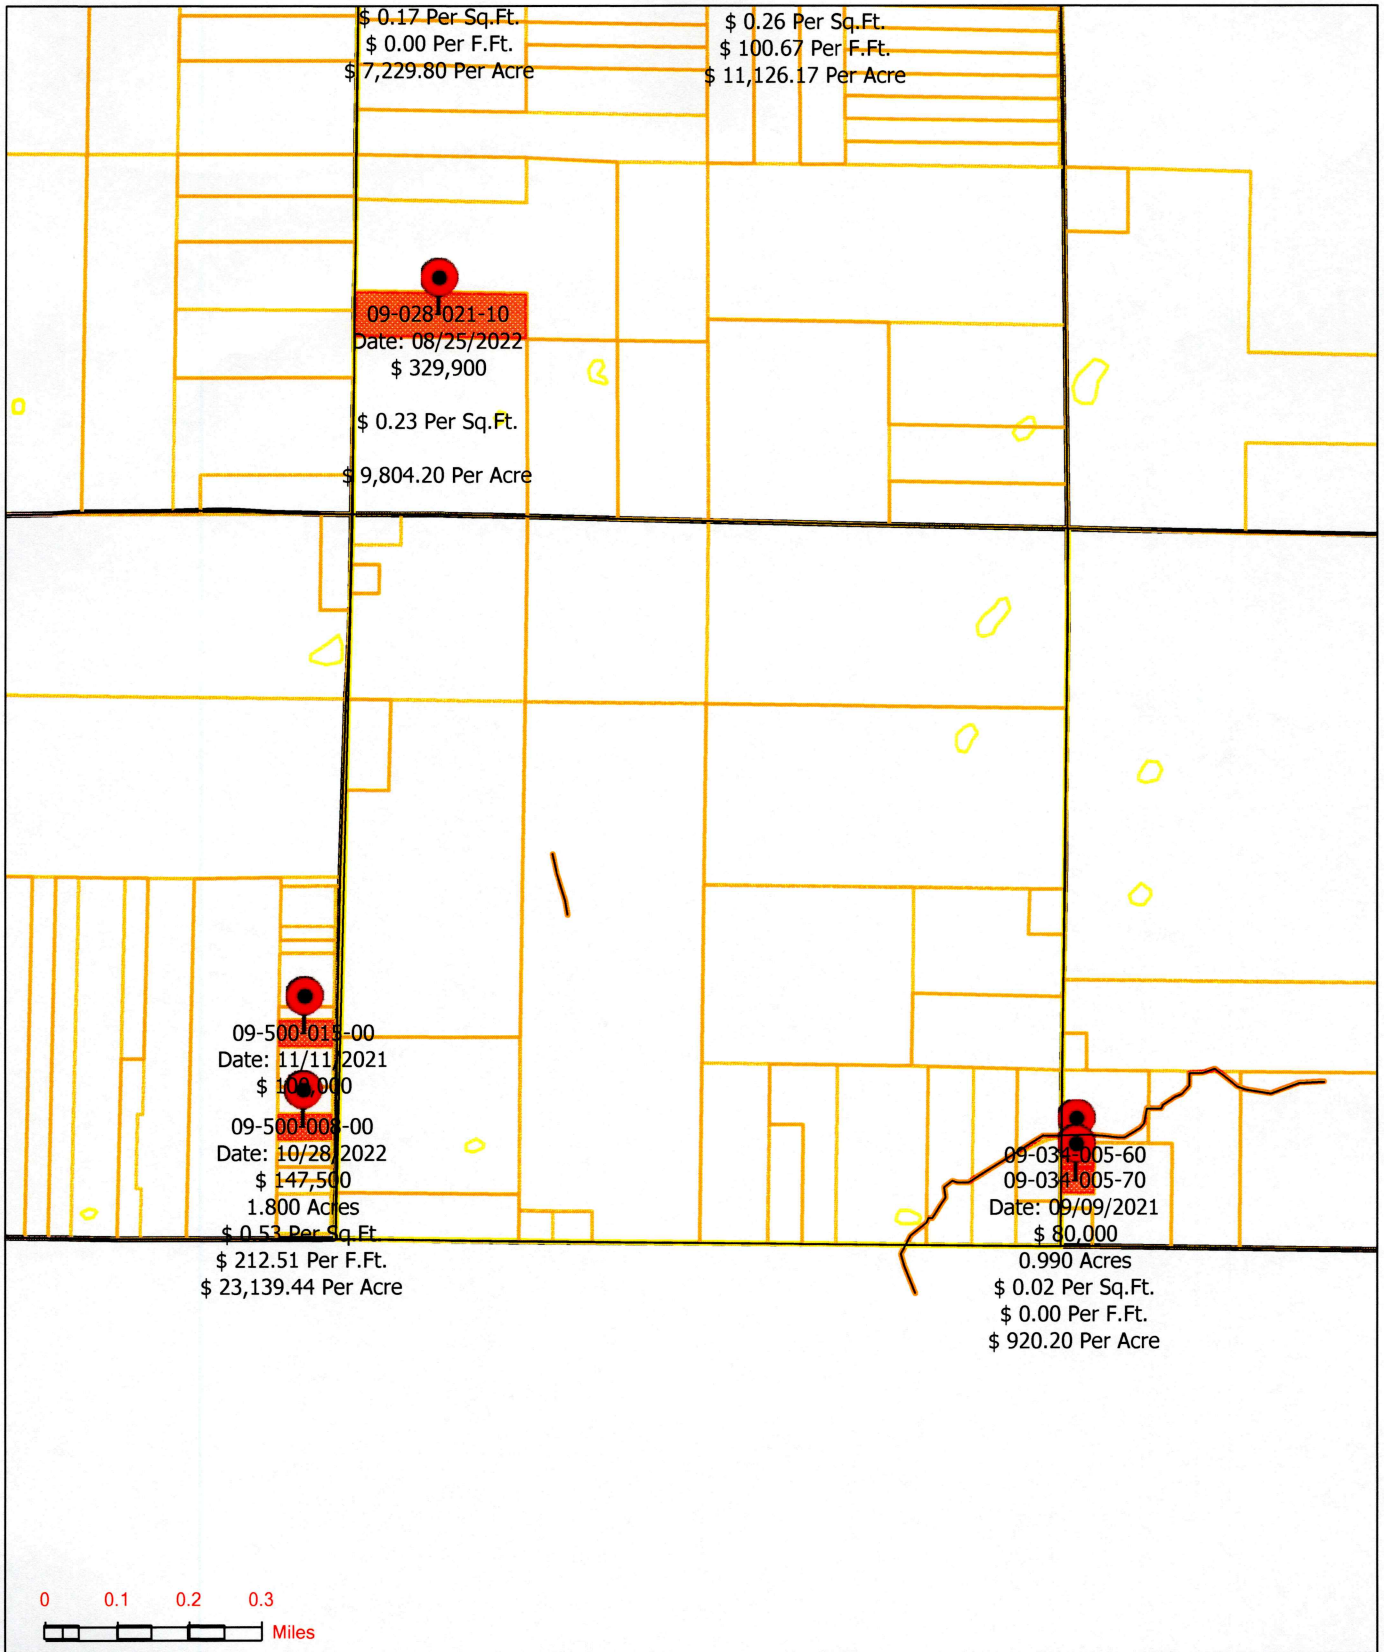 $ 0.17 Per Sq.Ft.
$ 0.00 Per F.Ft.
$ 7,229.80 Per Acre
$ 0.26 Per Sq.Ft.
$ 100.67 Per F.Ft.
$ 11,126.17 Per Acre
09-028-021-10
Date: 08/25/2022
$ 329,900
$ 0.23 Per Sq.Ft.
$ 9,804.20 Per Acre
09-500-015-00
Date: 11/11/2021
09-500-008-00
Date: 10/28/2022
$ 147,500
1.800 Acres
$ 0.53 Per Sq.Ft.
$ 212.51 Per F.Ft.
$ 23,139.44 Per Acre
09-034-005-60
09-034-005-70
Date: 09/09/2021
$ 80,000
0.990 Acres
$ 0.02 Per Sq.Ft.
$ 0.00 Per F.Ft.
$ 920.20 Per Acre
0 0.1 0.2 0.3
Miles